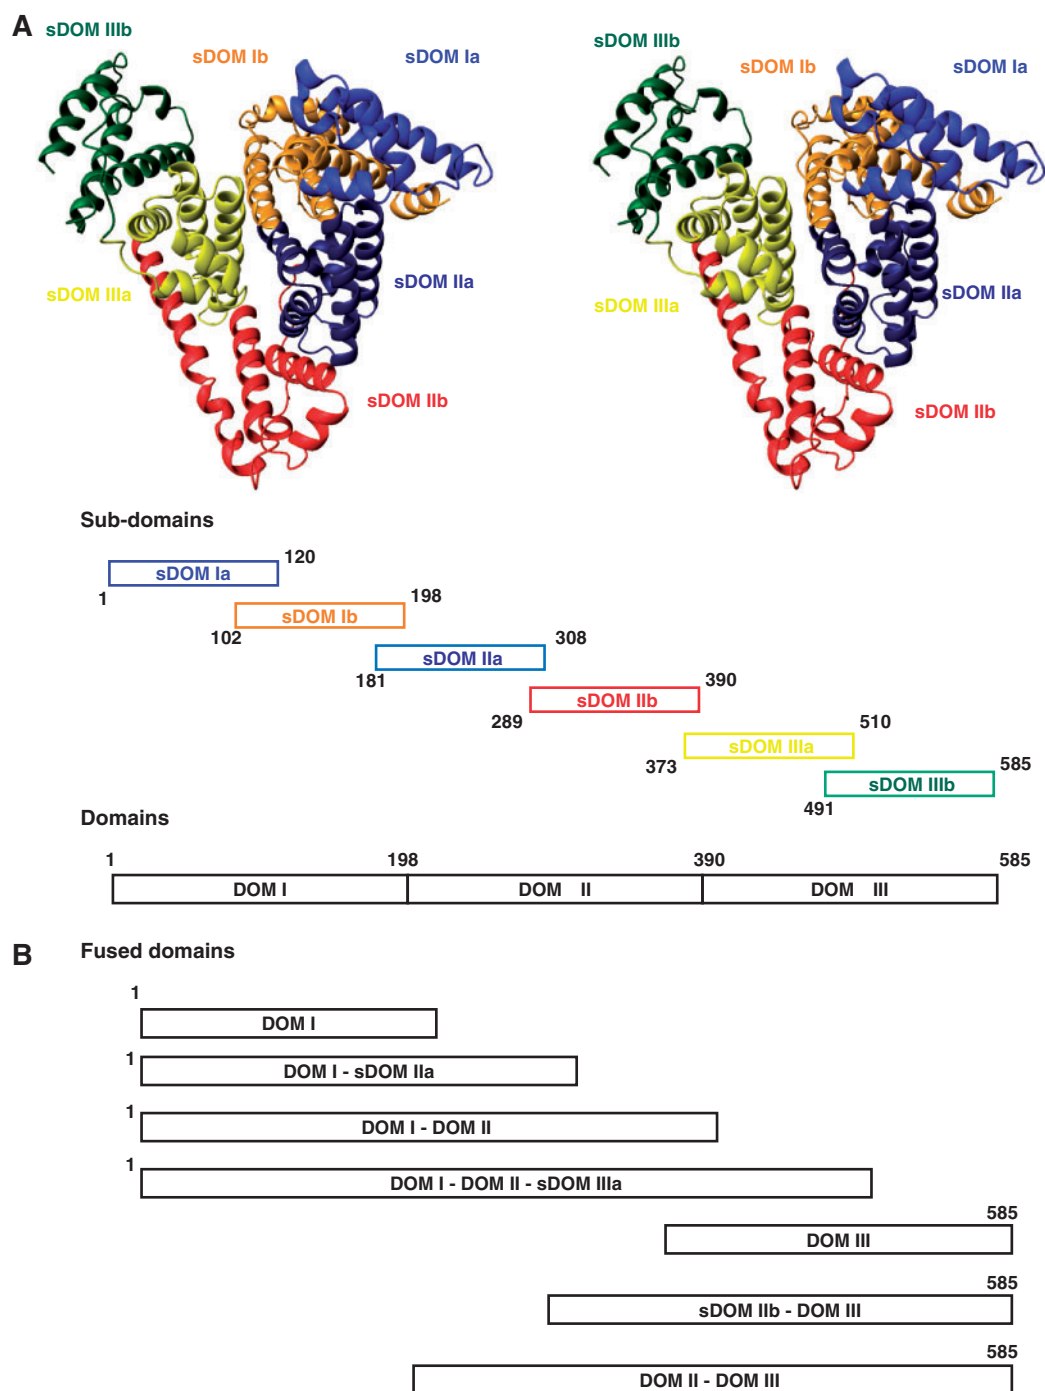 A
sDOM IIIb
sDOM Ib
sDOM Ia
sDOM IIIa
sDOM IIa
sDOM IIb
sDOM IIIb
sDOM Ib
sDOM Ia
sDOM IIIa
sDOM IIa
sDOM IIb
Sub-domains
sDOM Ia
1
120
sDOM Ib
102
198
sDOM IIa
181
308
sDOM IIb
289
390
sDOM IIIa
373
510
sDOM IIIb
491
585
Domains
1 198 390 585
DOM I DOM II DOM III
B
Fused domains
1
DOM I
1
DOM I - sDOM IIa
1
DOM I - DOM II
1
DOM I - DOM II - sDOM IIIa
585
DOM III
585
sDOM IIb - DOM III
585
DOM II - DOM III